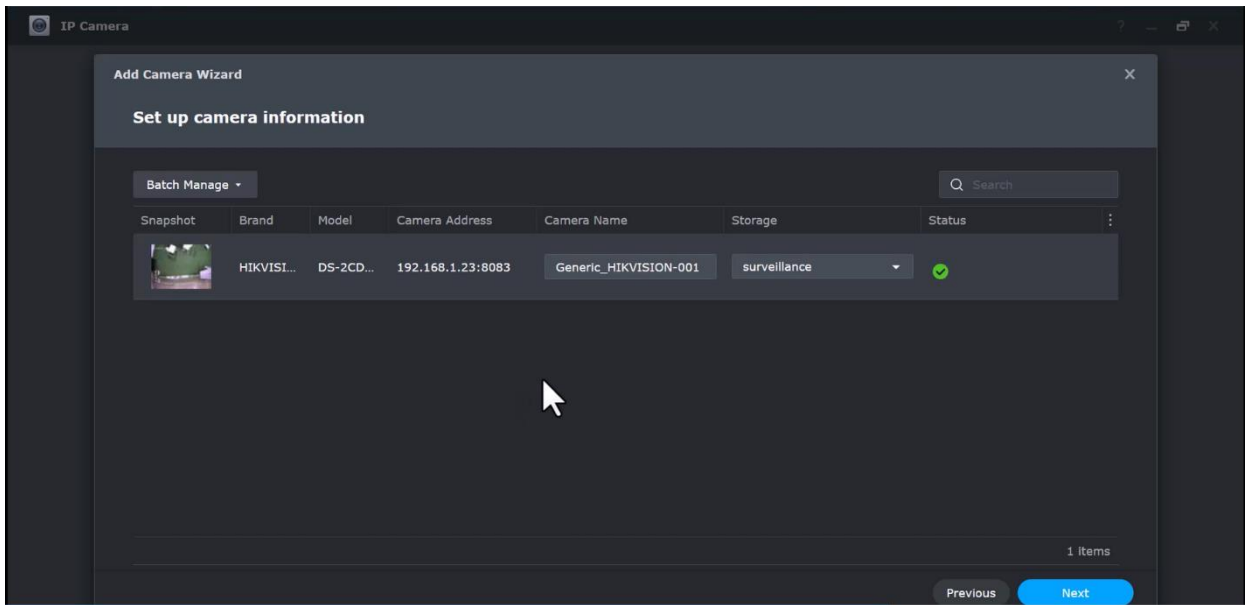 IP Camera
Add Camera Wizard
Set up camera information
Batch Manage
Search
Snapshot Brand Model Camera Address Camera Name Storage Status
HIKVISI... DS-2CD... 192.168.1.23:8083 Generic_HIKVISION-001 surveillance
1 items
Previous Next